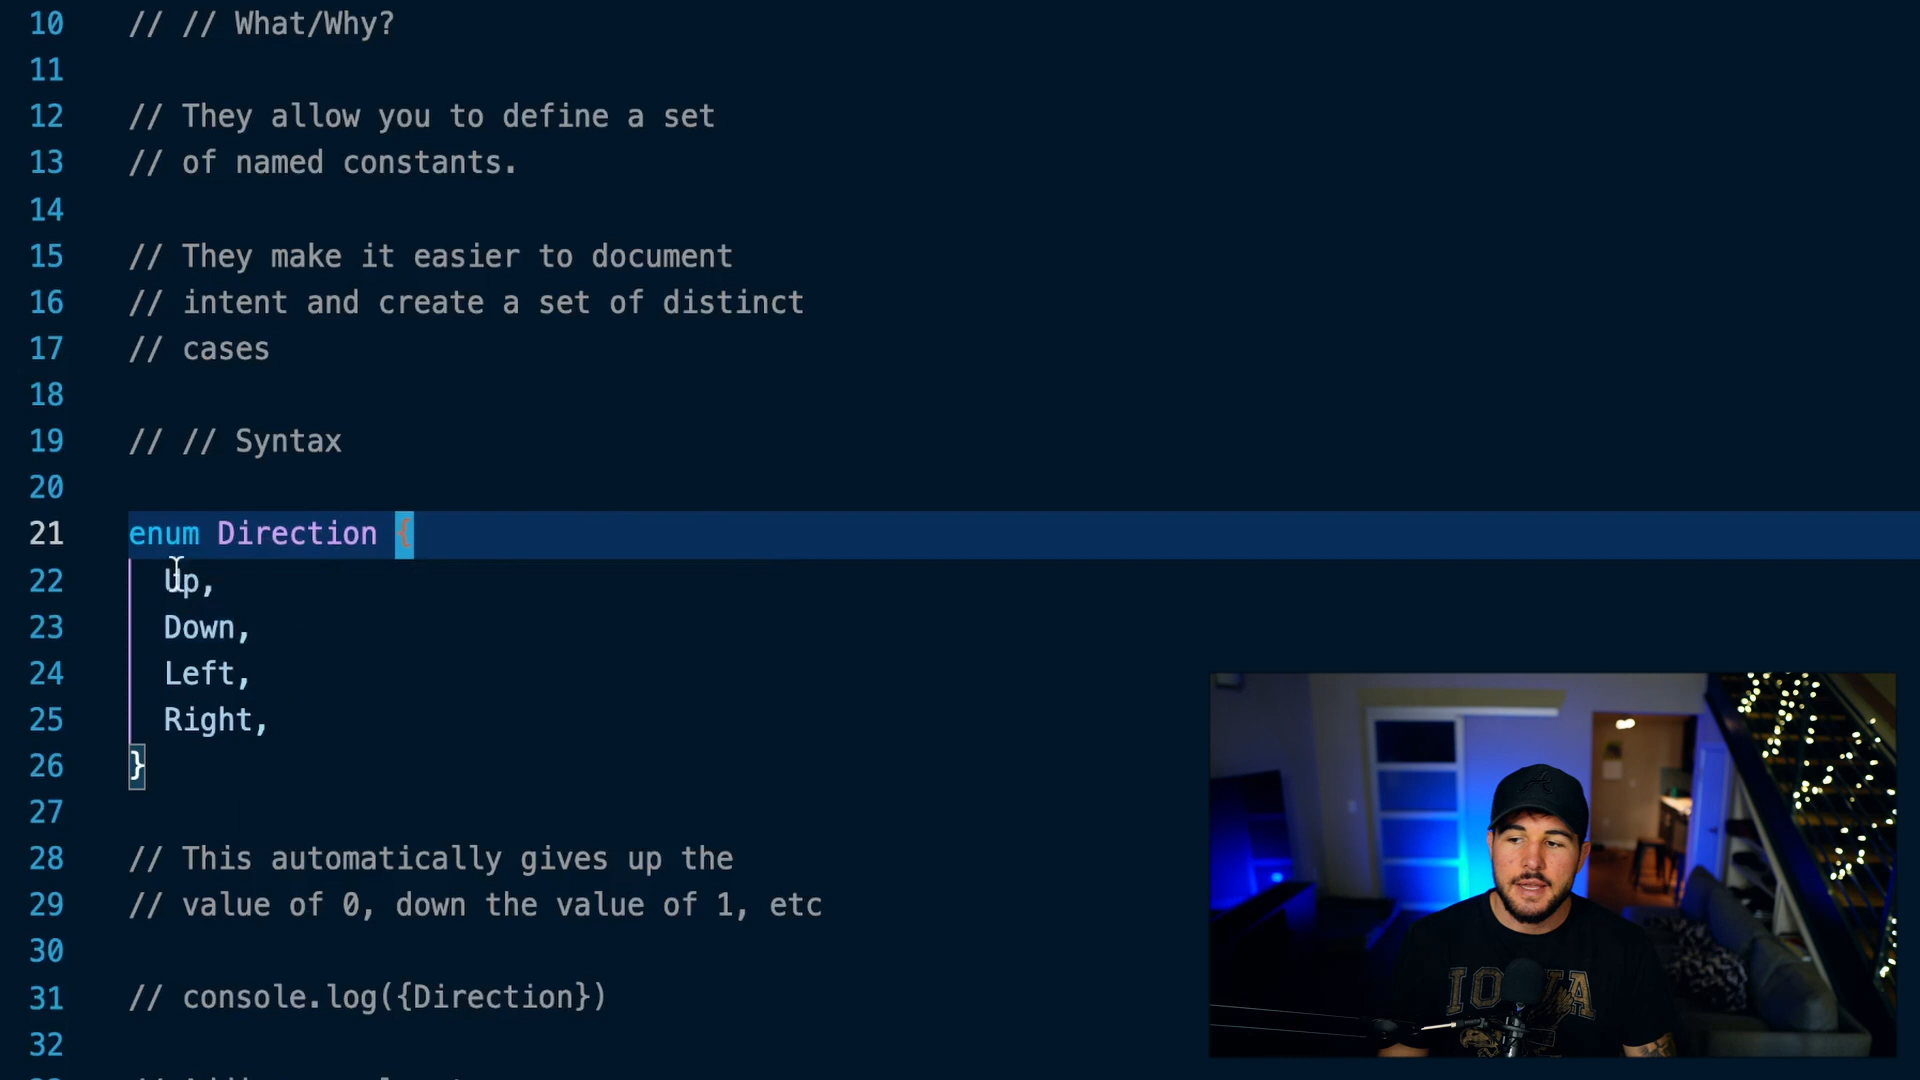 10 // // What/Why?
11
12 // They allow you to define a set
13 // of named constants.
14
15 // They make it easier to document
16 // intent and create a set of distinct
17 // cases
18
19 // // Syntax
20
21 enum Direction {
22 Up,
23 Down,
24 Left,
25 Right,
26 }
27
28 // This automatically gives up the
29 // value of 0, down the value of 1, etc
30
31 // console.log({Direction})
32
IOWA